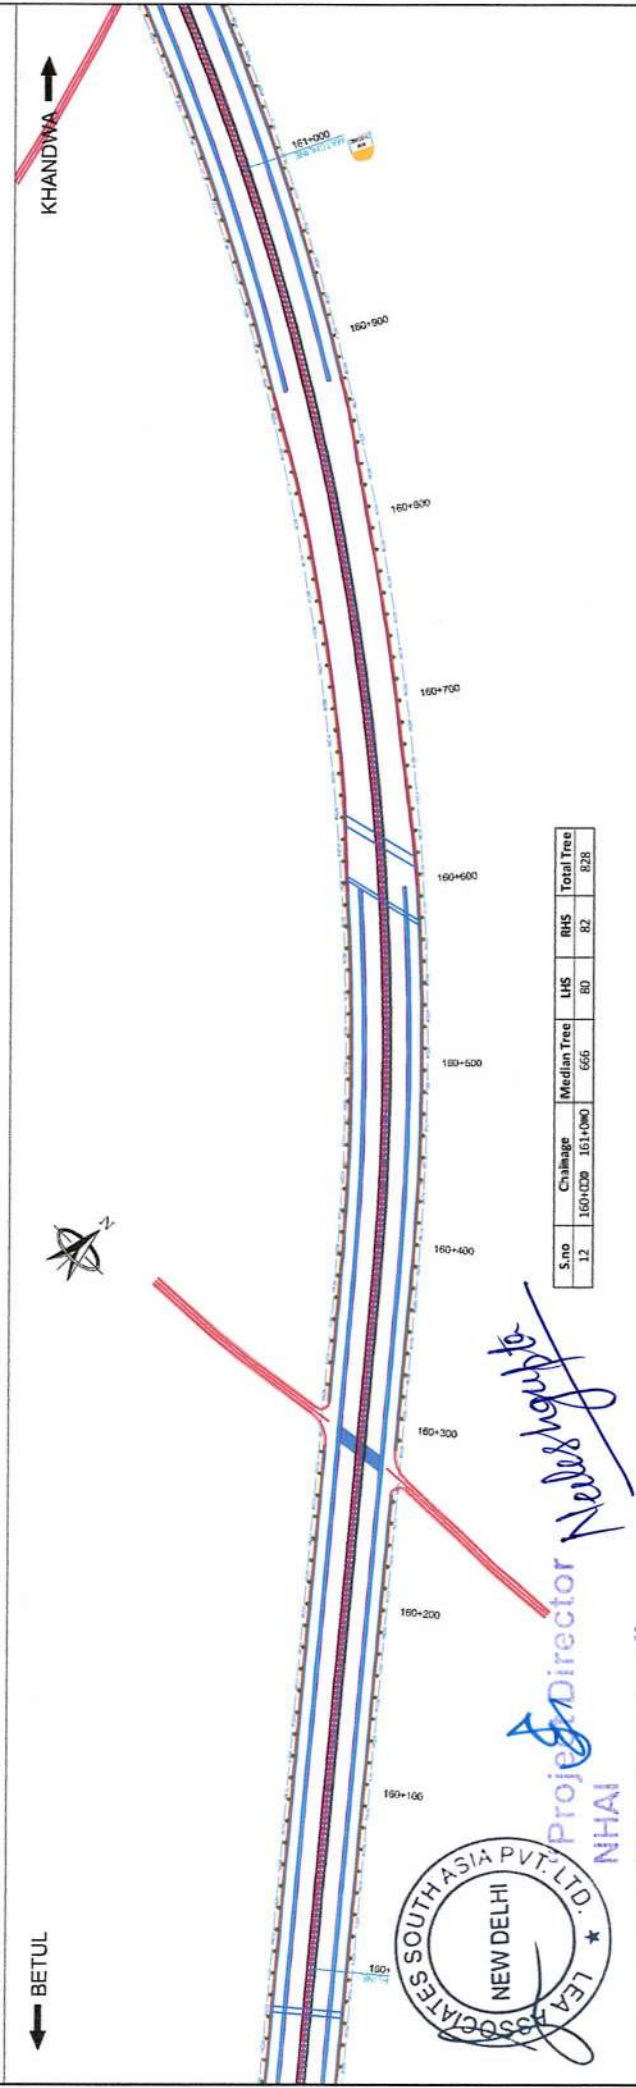 KHANDWA
BETUL
161+000
160+900
160+800
160+700
160+600
160+500
160+400
160+300
160+200
160+100
160+
N
S.no Chainage Median Tree LHS RHS Total Tree
12 160+000 161+000 666 80 82 828
Project Director
NHAI
LEA ASSOCIATES SOUTH ASIA PVT. LTD. ★
NEW DELHI